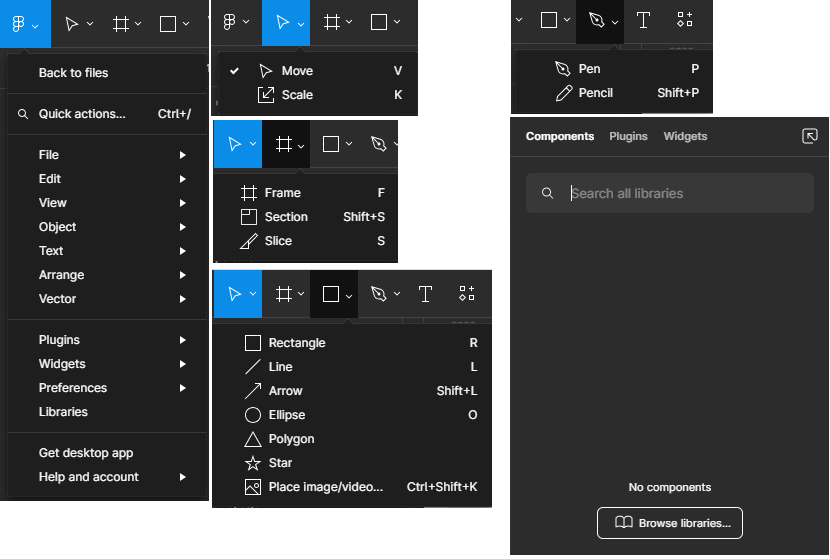 Back to files
Quick actions... Ctrl+/
File
Edit
View
Object
Text
Arrange
Vector
Plugins
Widgets
Preferences
Libraries
Get desktop app
Help and account
Move V
Scale K
Frame F
Section Shift+S
Slice S
Rectangle R
Line L
Arrow Shift+L
Ellipse O
Polygon
Star
Place image/video... Ctrl+Shift+K
Pen P
Pencil Shift+P
Components Plugins Widgets
Search all libraries
No components
Browse libraries...